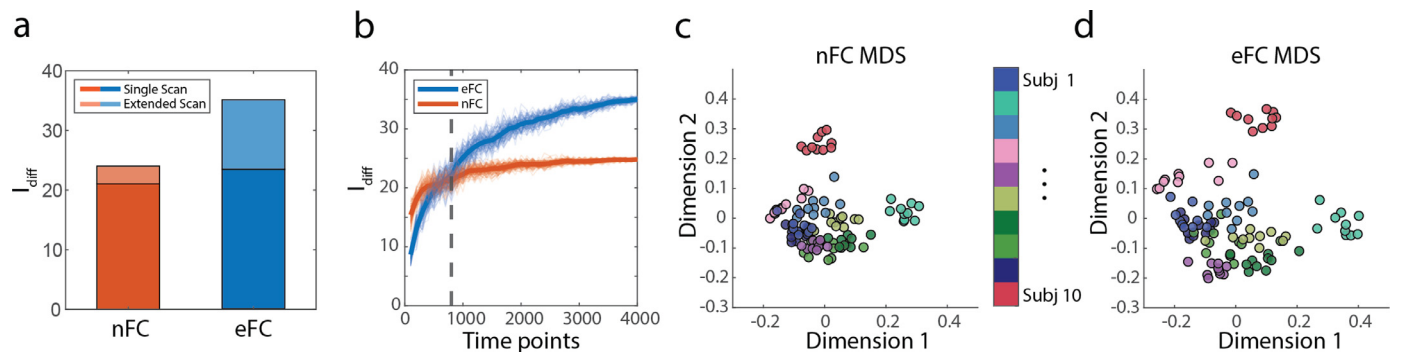 a
40
30
20
10
0
I diff
Single Scan
Extended Scan
nFC
eFC
b
40
30
20
10
0
I diff
eFC
nFC
0
1000
2000
3000
4000
Time points
c
nFC MDS
0.4
0.3
0.2
0.1
0
-0.1
-0.2
-0.3
Dimension 2
-0.2
0
0.2
0.4
Dimension 1
Subj 1
Subj 10
d
eFC MDS
0.4
0.3
0.2
0.1
0
-0.1
-0.2
-0.3
Dimension 2
-0.2
0
0.2
0.4
Dimension 1